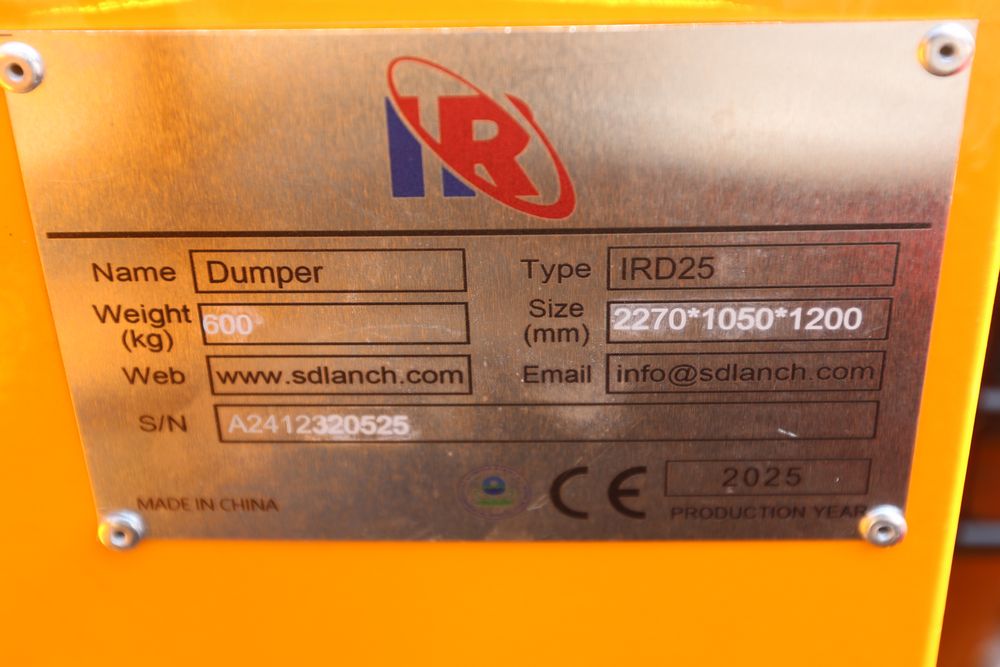 IR
Name Dumper Type IRD25
Weight (kg) 600 Size (mm) 2270*1050*1200
Web www.sdlanch.com Email info@sdlanch.com
S/N A2412320525
MADE IN CHINA CE 2025
PRODUCTION YEAR